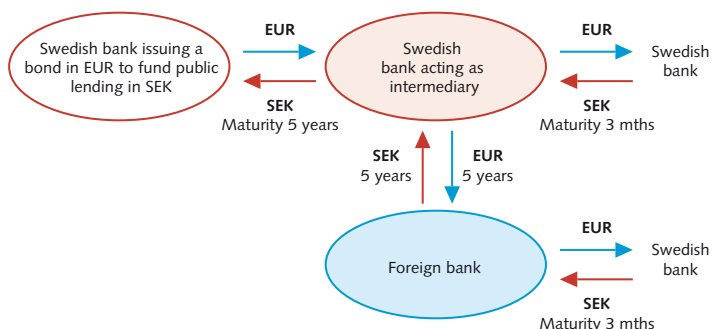 Swedish bank issuing a
bond in EUR to fund public
lending in SEK
EUR
SEK
Maturity 5 years
Swedish
bank acting as
intermediary
EUR
SEK
Maturity 3 mths
Swedish
bank
SEK
5 years
EUR
5 years
Foreign bank
EUR
SEK
Maturity 3 mths
Swedish
bank